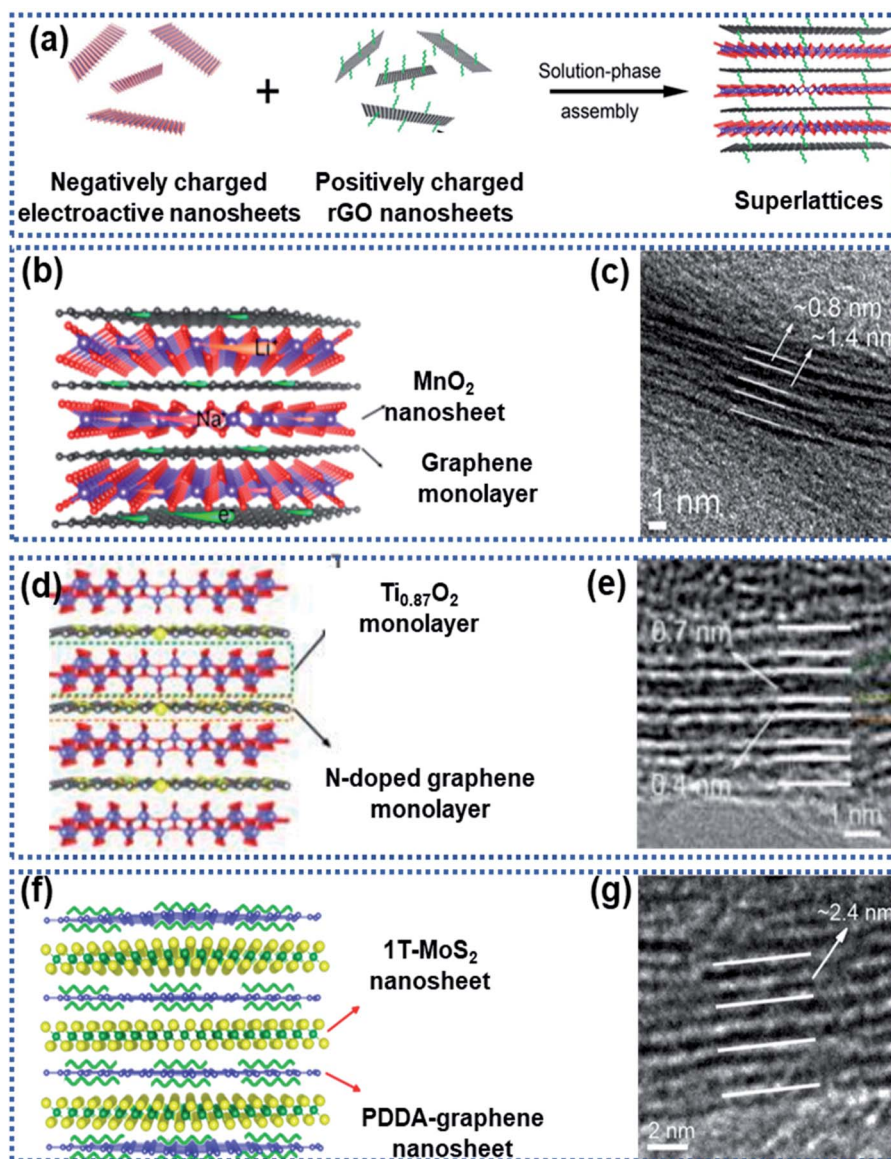 (a)
+
Solution-phase
assembly
Negatively charged
electroactive nanosheets
Positively charged
rGO nanosheets
Superlattices
(b)
Li⁺
Na⁺
e⁻
MnO₂
nanosheet
Graphene
monolayer
(c)
~0.8 nm
~1.4 nm
1 nm
(d)
Ti₀.₈₇O₂
monolayer
N-doped graphene
monolayer
(e)
0.7 nm
0.4 nm
1 nm
(f)
1T-MoS₂
nanosheet
PDDA-graphene
nanosheet
(g)
~2.4 nm
2 nm